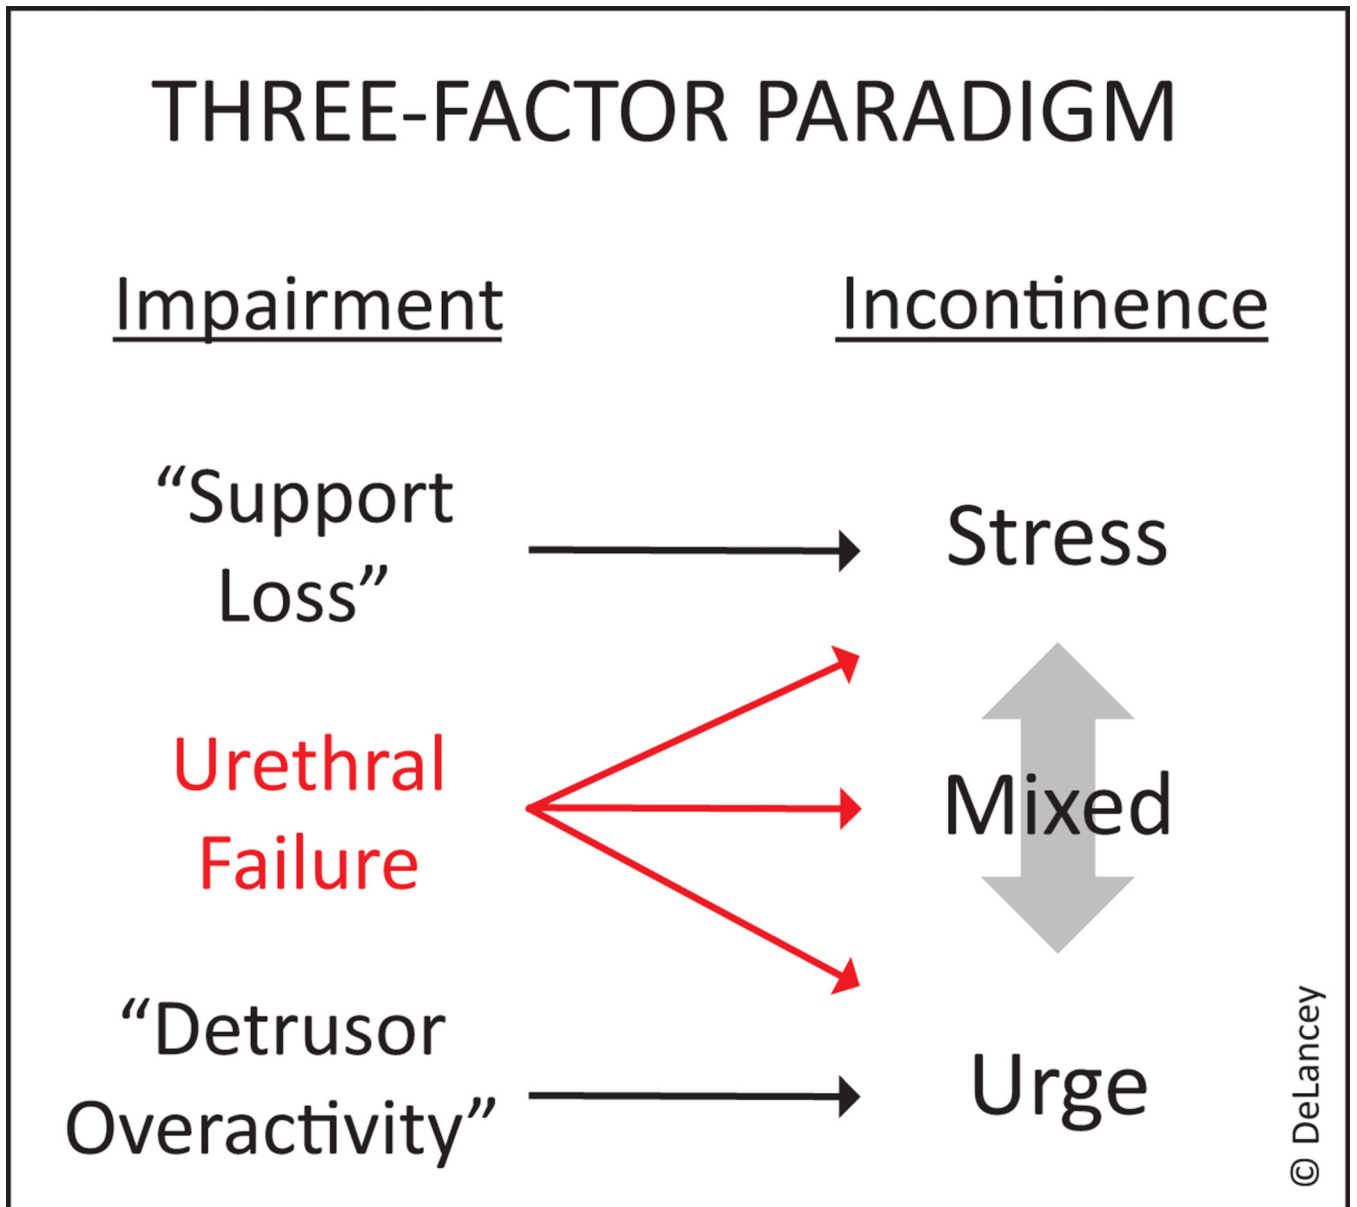 THREE-FACTOR PARADIGM
Impairment
Incontinence
“Support
Loss”
Stress
Urethral
Failure
Mixed
“Detrusor
Overactivity”
Urge
© DeLancey